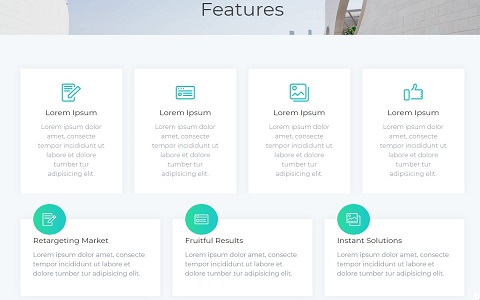 Features
Lorem Ipsum
Lorem ipsum dolor
amet, consecte
tempor incididunt ut
labore et dolore
tumber tur
adipisicing elit.
Lorem Ipsum
Lorem ipsum dolor
amet, consecte
tempor incididunt ut
labore et dolore
tumber tur
adipisicing elit.
Lorem Ipsum
Lorem ipsum dolor
amet, consecte
tempor incididunt ut
labore et dolore
tumber tur
adipisicing elit.
Lorem Ipsum
Lorem ipsum dolor
amet, consecte
tempor incididunt ut
labore et dolore
tumber tur
adipisicing elit.
Retargeting Market
Lorem ipsum dolor amet,
consecte tempor incididunt ut
labore et dolore tumber tur
adipisicing elit.
Fruitful Results
Lorem ipsum dolor amet,
consecte tempor incididunt ut
labore et dolore tumber tur
adipisicing elit.
Instant Solutions
Lorem ipsum dolor amet,
consecte tempor incididunt ut
labore et dolore tumber tur
adipisicing elit.